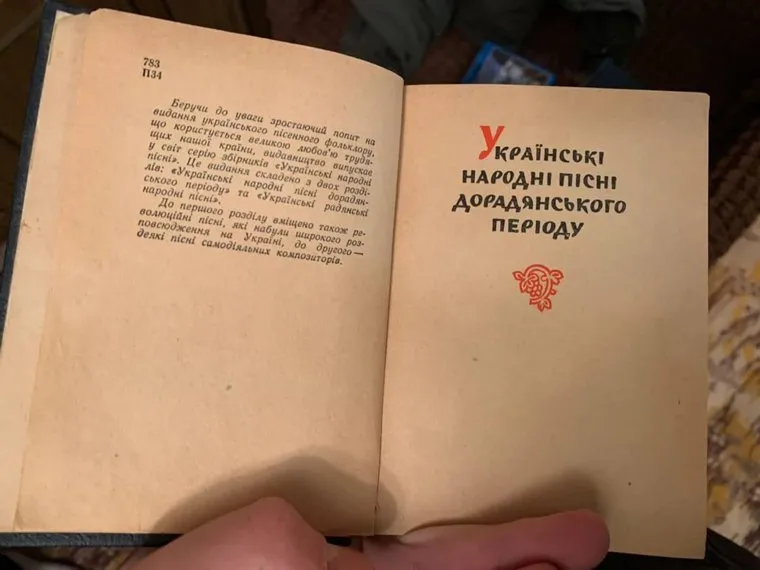 783
П34
Беручи до уваги зростаючий попит на
видання українського пісенного фольклору,
що користується великою любов'ю трудя-
щих нашої країни, видавництво випускає
у світ серію збірників «Українські народні
пісні». Це видання складено з двох розді-
лів: «Українські народні пісні дорадян-
ського періоду» та «Українські радянські
народні пісні».
До першого розділу вміщено також ре-
волюційні пісні, які набули широкого роз-
повсюдження на Україні, до другого —
деякі пісні самодіяльних композиторів.
УКРАЇНСЬКІ
НАРОДНІ ПІСНІ
ДОРАДЯНСЬКОГО
ПЕРІОДУ